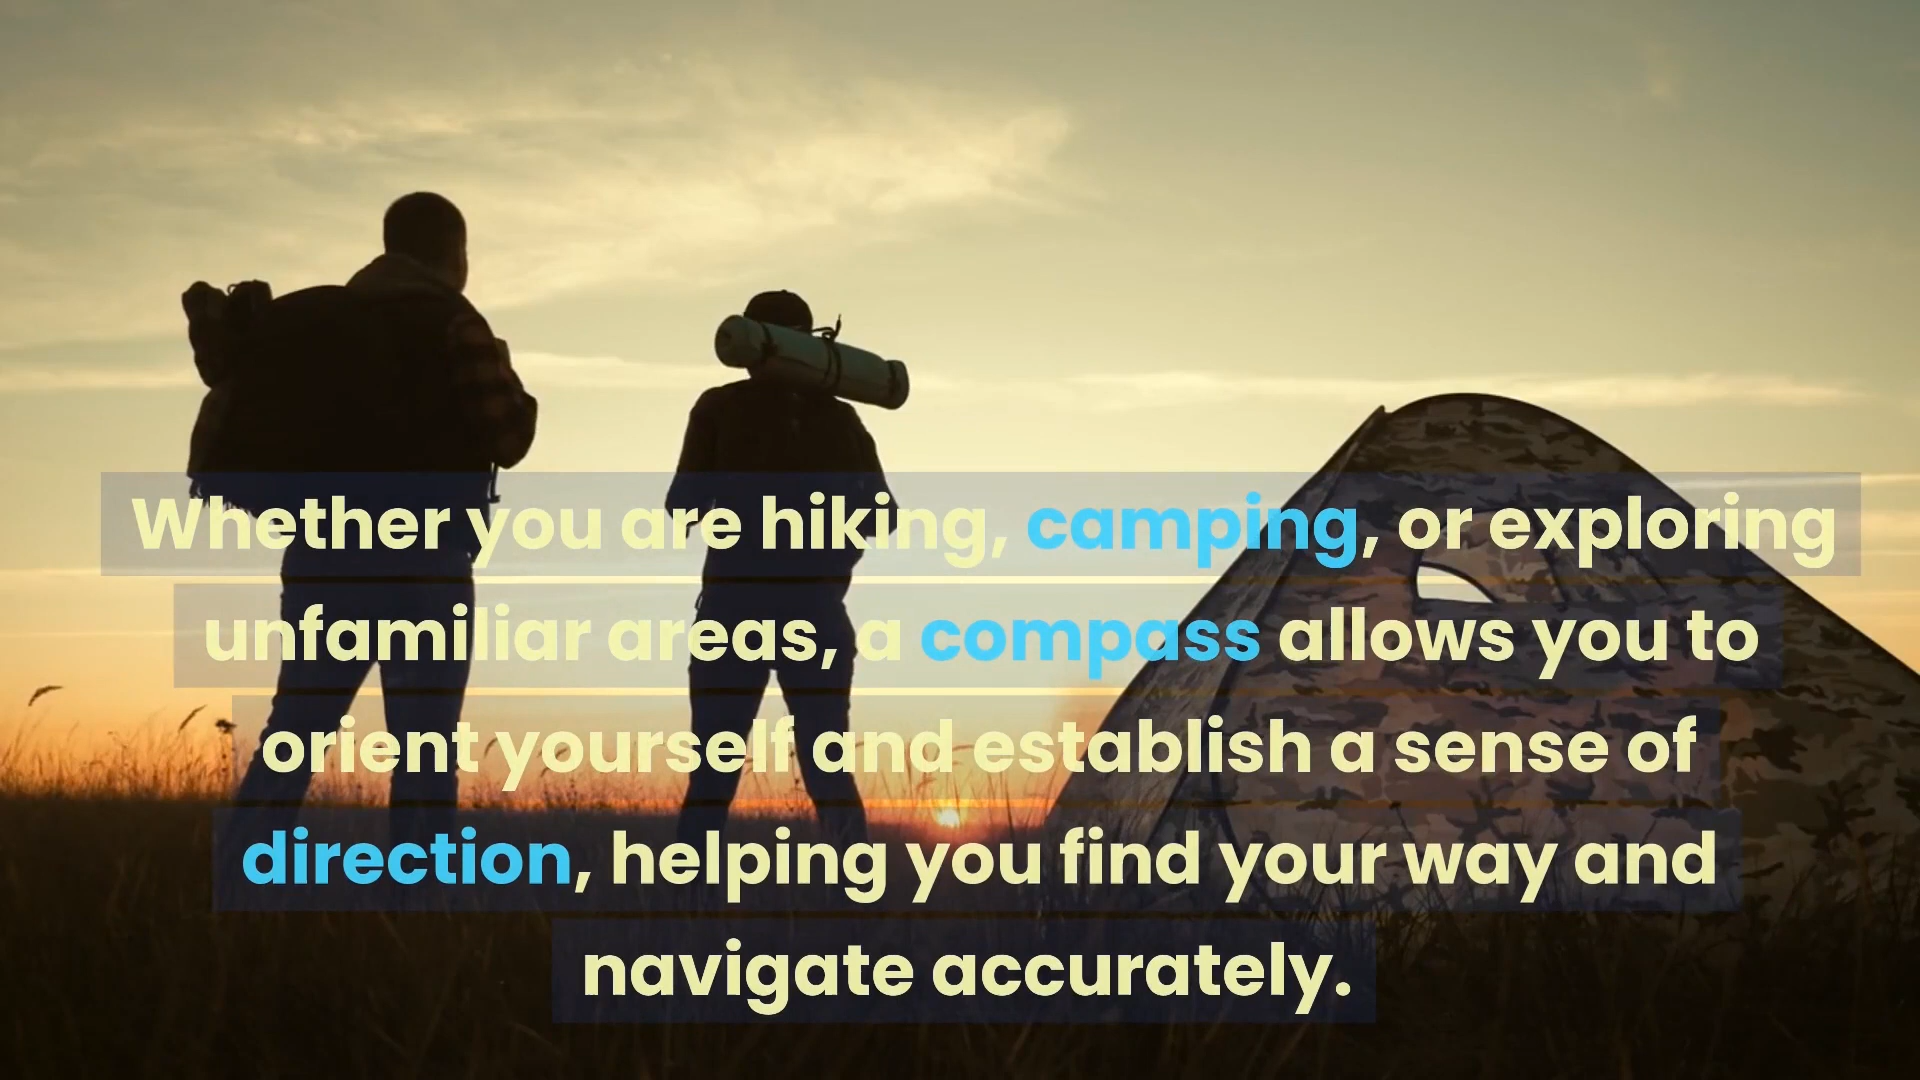 Whether you are hiking, camping, or exploring
unfamiliar areas, a compass allows you to
orient yourself and establish a sense of
direction, helping you find your way and
navigate accurately.